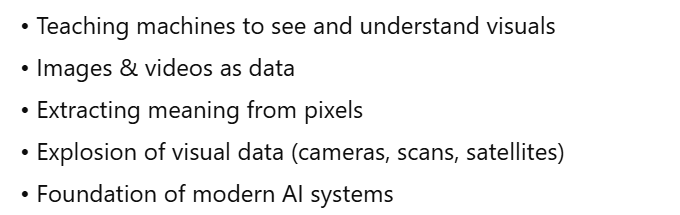 • Teaching machines to see and understand visuals
• Images & videos as data
• Extracting meaning from pixels
• Explosion of visual data (cameras, scans, satellites)
• Foundation of modern AI systems